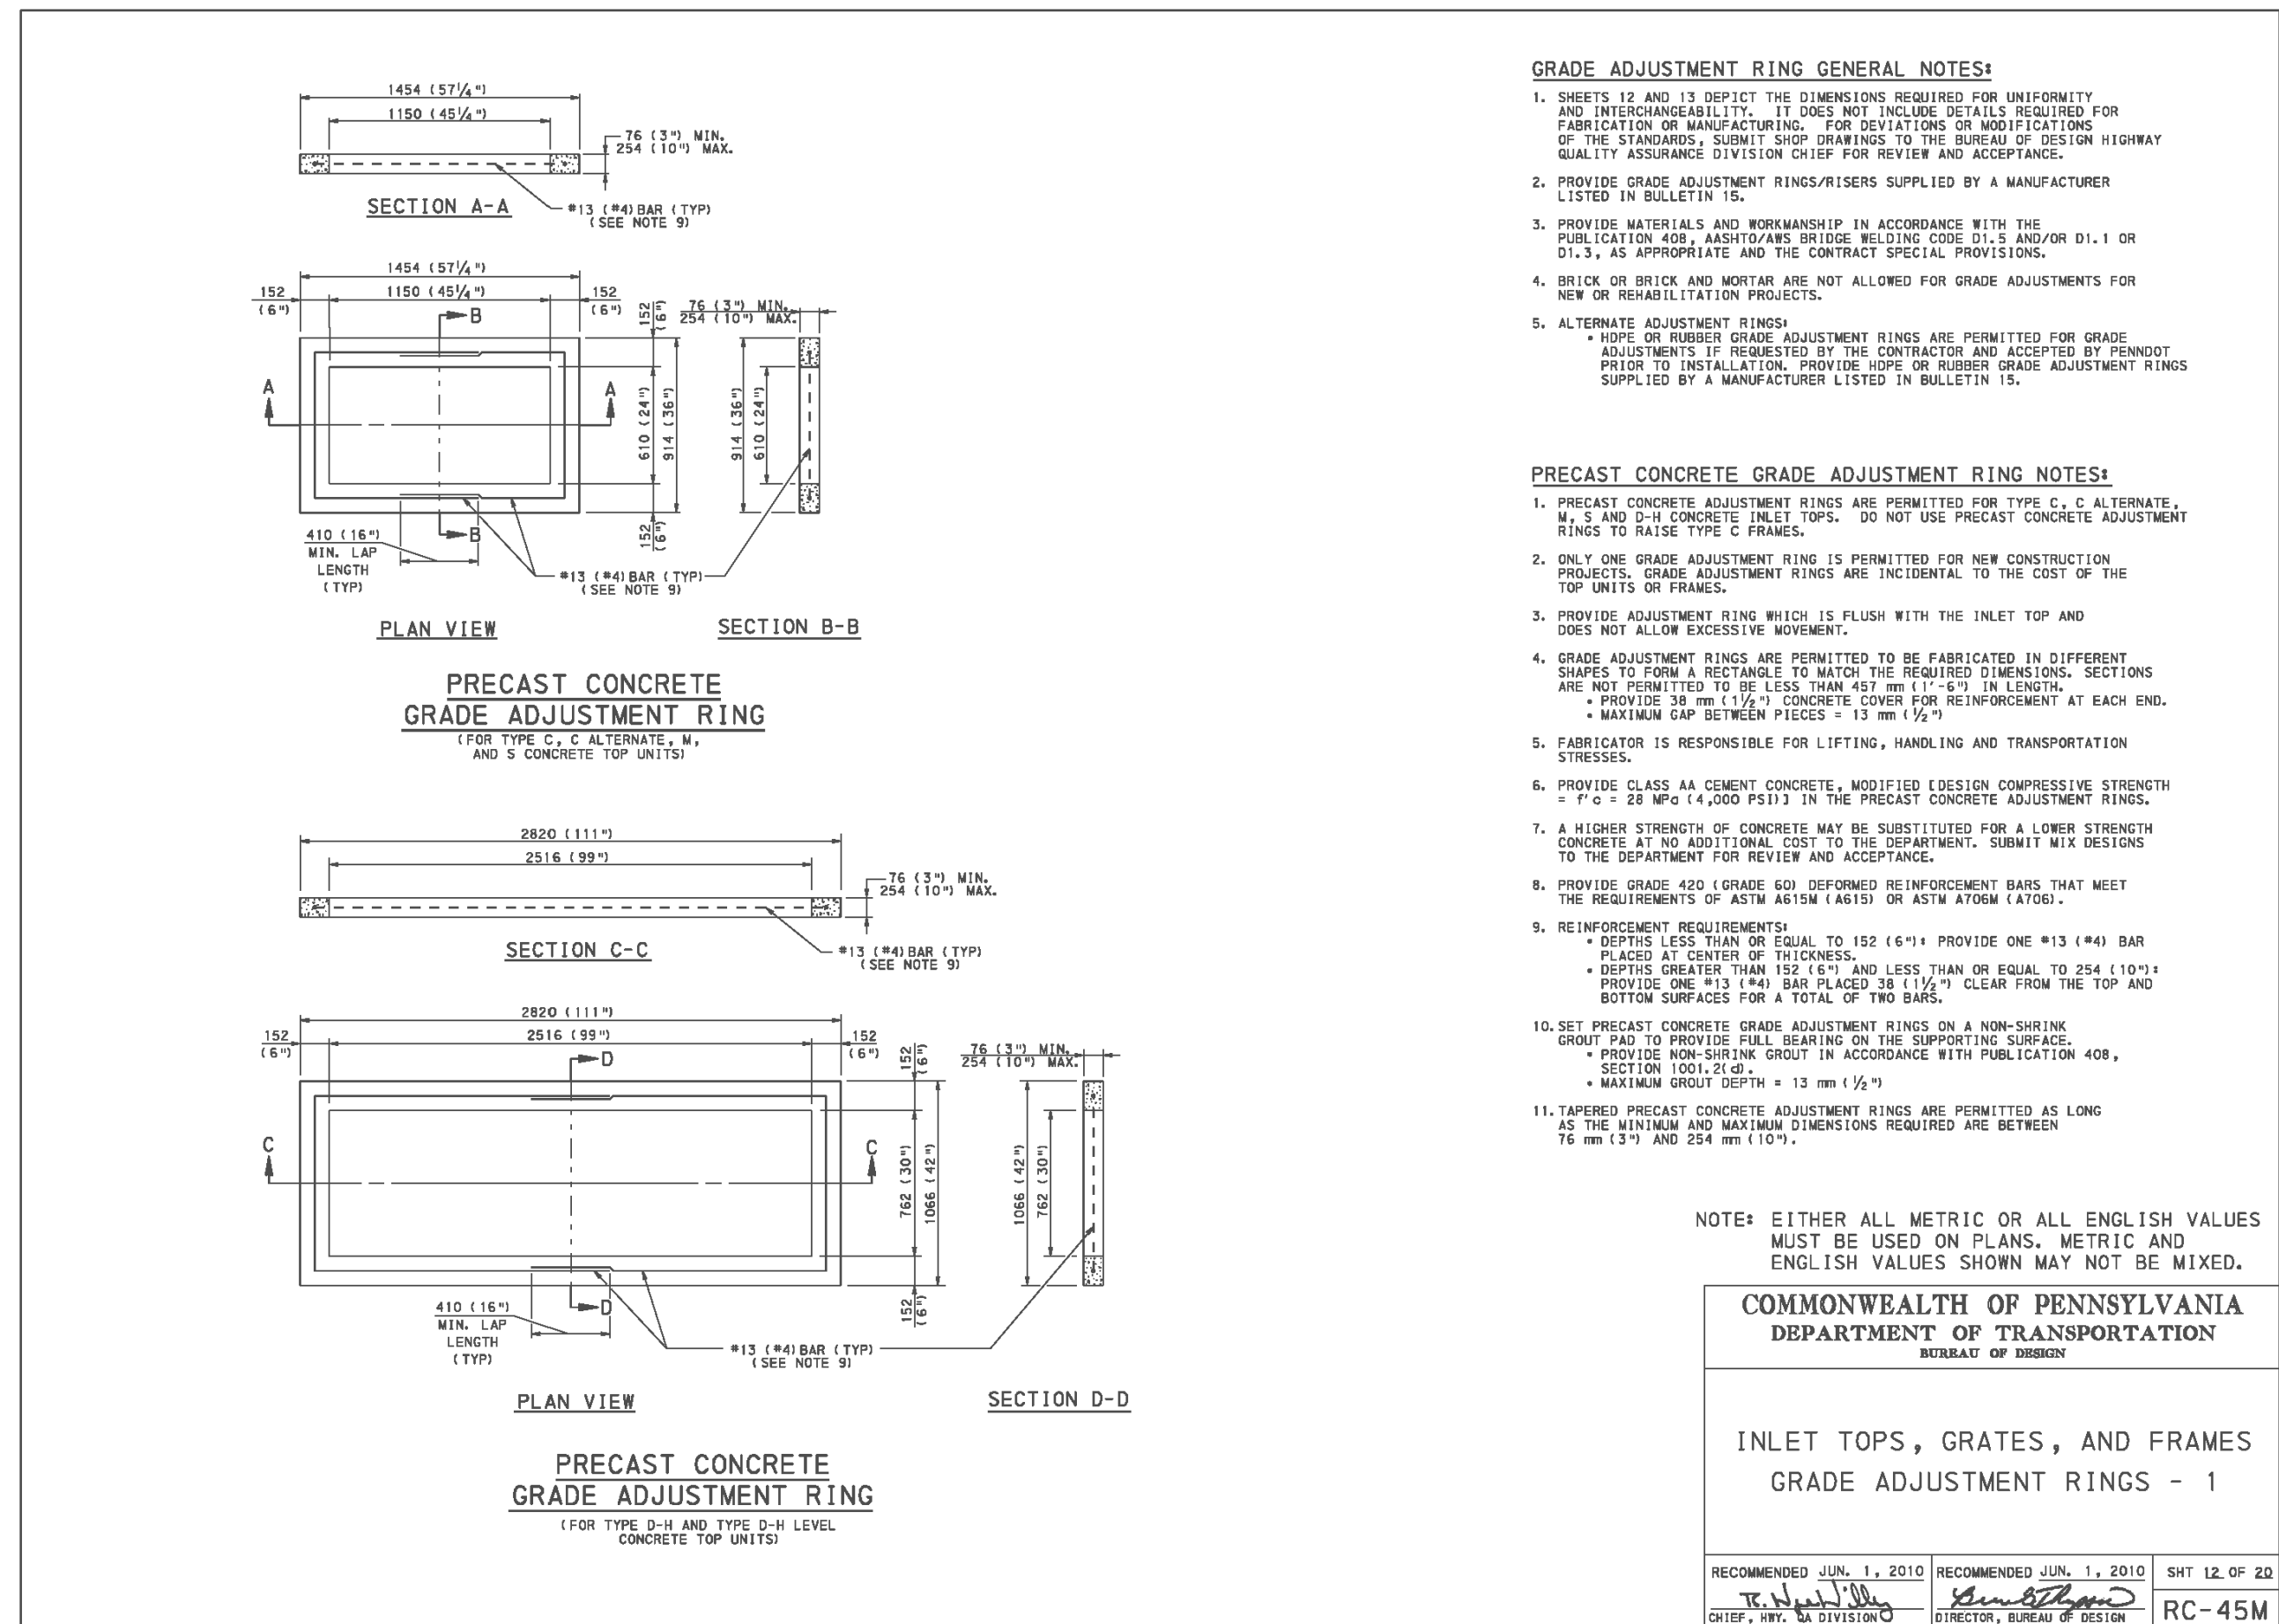 1454 (57 1/4")
1150 (45 1/4")
76 (3") MIN.
254 (10") MAX.
SECTION A-A
#13 (#4) BAR (TYP)
(SEE NOTE 9)
1454 (57 1/4")
152
(6")
1150 (45 1/4")
152
(6")
B
152
(6")
76 (3") MIN.
254 (10") MAX.
A
A
610 (24")
914 (36")
914 (36")
610 (24")
B
152
(6")
410 (16")
MIN. LAP
LENGTH
(TYP)
#13 (#4) BAR (TYP)
(SEE NOTE 9)
PLAN VIEW
SECTION B-B
PRECAST CONCRETE
GRADE ADJUSTMENT RING
(FOR TYPE C, C ALTERNATE, M,
AND S CONCRETE TOP UNITS)
2820 (111")
2516 (99")
76 (3") MIN.
254 (10") MAX.
SECTION C-C
#13 (#4) BAR (TYP)
(SEE NOTE 9)
2820 (111")
152
(6")
2516 (99")
152
(6")
D
152
(6")
76 (3") MIN.
254 (10") MAX.
C
C
762 (30")
1066 (42")
1066 (42")
762 (30")
D
152
(6")
410 (16")
MIN. LAP
LENGTH
(TYP)
#13 (#4) BAR (TYP)
(SEE NOTE 9)
PLAN VIEW
SECTION D-D
PRECAST CONCRETE
GRADE ADJUSTMENT RING
(FOR TYPE D-H AND TYPE D-H LEVEL
CONCRETE TOP UNITS)
GRADE ADJUSTMENT RING GENERAL NOTES:
1. SHEETS 12 AND 13 DEPICT THE DIMENSIONS REQUIRED FOR UNIFORMITY
AND INTERCHANGEABILITY. IT DOES NOT INCLUDE DETAILS REQUIRED FOR
FABRICATION OR MANUFACTURING. FOR DEVIATIONS OR MODIFICATIONS
OF THE STANDARDS, SUBMIT SHOP DRAWINGS TO THE BUREAU OF DESIGN HIGHWAY
QUALITY ASSURANCE DIVISION CHIEF FOR REVIEW AND ACCEPTANCE.
2. PROVIDE GRADE ADJUSTMENT RINGS/RISERS SUPPLIED BY A MANUFACTURER
LISTED IN BULLETIN 15.
3. PROVIDE MATERIALS AND WORKMANSHIP IN ACCORDANCE WITH THE
PUBLICATION 408, AASHTO/AWS BRIDGE WELDING CODE D1.5 AND/OR D1.1 OR
D1.3, AS APPROPRIATE AND THE CONTRACT SPECIAL PROVISIONS.
4. BRICK OR BRICK AND MORTAR ARE NOT ALLOWED FOR GRADE ADJUSTMENTS FOR
NEW OR REHABILITATION PROJECTS.
5. ALTERNATE ADJUSTMENT RINGS:
• HDPE OR RUBBER GRADE ADJUSTMENT RINGS ARE PERMITTED FOR GRADE
ADJUSTMENTS IF REQUESTED BY THE CONTRACTOR AND ACCEPTED BY PENNDOT
PRIOR TO INSTALLATION. PROVIDE HDPE OR RUBBER GRADE ADJUSTMENT RINGS
SUPPLIED BY A MANUFACTURER LISTED IN BULLETIN 15.
PRECAST CONCRETE GRADE ADJUSTMENT RING NOTES:
1. PRECAST CONCRETE ADJUSTMENT RINGS ARE PERMITTED FOR TYPE C, C ALTERNATE,
M, S AND D-H CONCRETE INLET TOPS. DO NOT USE PRECAST CONCRETE ADJUSTMENT
RINGS TO RAISE TYPE C FRAMES.
2. ONLY ONE GRADE ADJUSTMENT RING IS PERMITTED FOR NEW CONSTRUCTION
PROJECTS. GRADE ADJUSTMENT RINGS ARE INCIDENTAL TO THE COST OF THE
TOP UNITS OR FRAMES.
3. PROVIDE ADJUSTMENT RING WHICH IS FLUSH WITH THE INLET TOP AND
DOES NOT ALLOW EXCESSIVE MOVEMENT.
4. GRADE ADJUSTMENT RINGS ARE PERMITTED TO BE FABRICATED IN DIFFERENT
SHAPES TO FORM A RECTANGLE TO MATCH THE REQUIRED DIMENSIONS. SECTIONS
ARE NOT PERMITTED TO BE LESS THAN 457 mm (1'-6") IN LENGTH.
• PROVIDE 38 mm (1 1/2") CONCRETE COVER FOR REINFORCEMENT AT EACH END.
• MAXIMUM GAP BETWEEN PIECES = 13 mm (1/2")
5. FABRICATOR IS RESPONSIBLE FOR LIFTING, HANDLING AND TRANSPORTATION
STRESSES.
6. PROVIDE CLASS AA CEMENT CONCRETE, MODIFIED [DESIGN COMPRESSIVE STRENGTH
= f'c = 28 MPa (4,000 PSI)] IN THE PRECAST CONCRETE ADJUSTMENT RINGS.
7. A HIGHER STRENGTH OF CONCRETE MAY BE SUBSTITUTED FOR A LOWER STRENGTH
CONCRETE AT NO ADDITIONAL COST TO THE DEPARTMENT. SUBMIT MIX DESIGNS
TO THE DEPARTMENT FOR REVIEW AND ACCEPTANCE.
8. PROVIDE GRADE 420 (GRADE 60) DEFORMED REINFORCEMENT BARS THAT MEET
THE REQUIREMENTS OF ASTM A615M (A615) OR ASTM A706M (A706).
9. REINFORCEMENT REQUIREMENTS:
• DEPTHS LESS THAN OR EQUAL TO 152 (6"): PROVIDE ONE #13 (#4) BAR
PLACED AT CENTER OF THICKNESS.
• DEPTHS GREATER THAN 152 (6") AND LESS THAN OR EQUAL TO 254 (10"):
PROVIDE ONE #13 (#4) BAR PLACED 38 (1 1/2") CLEAR FROM THE TOP AND
BOTTOM SURFACES FOR A TOTAL OF TWO BARS.
10. SET PRECAST CONCRETE GRADE ADJUSTMENT RINGS ON A NON-SHRINK
GROUT PAD TO PROVIDE FULL BEARING ON THE SUPPORTING SURFACE.
• PROVIDE NON-SHRINK GROUT IN ACCORDANCE WITH PUBLICATION 408,
SECTION 1001.2(d).
• MAXIMUM GROUT DEPTH = 13 mm (1/2")
11. TAPERED PRECAST CONCRETE ADJUSTMENT RINGS ARE PERMITTED AS LONG
AS THE MINIMUM AND MAXIMUM DIMENSIONS REQUIRED ARE BETWEEN
76 mm (3") AND 254 mm (10").
NOTE: EITHER ALL METRIC OR ALL ENGLISH VALUES
MUST BE USED ON PLANS. METRIC AND
ENGLISH VALUES SHOWN MAY NOT BE MIXED.
COMMONWEALTH OF PENNSYLVANIA
DEPARTMENT OF TRANSPORTATION
BUREAU OF DESIGN
INLET TOPS, GRATES, AND FRAMES
GRADE ADJUSTMENT RINGS - 1
RECOMMENDED JUN. 1, 2010
CHIEF, HWY. QA DIVISION
RECOMMENDED JUN. 1, 2010
DIRECTOR, BUREAU OF DESIGN
SHT 12 OF 20
RC-45M